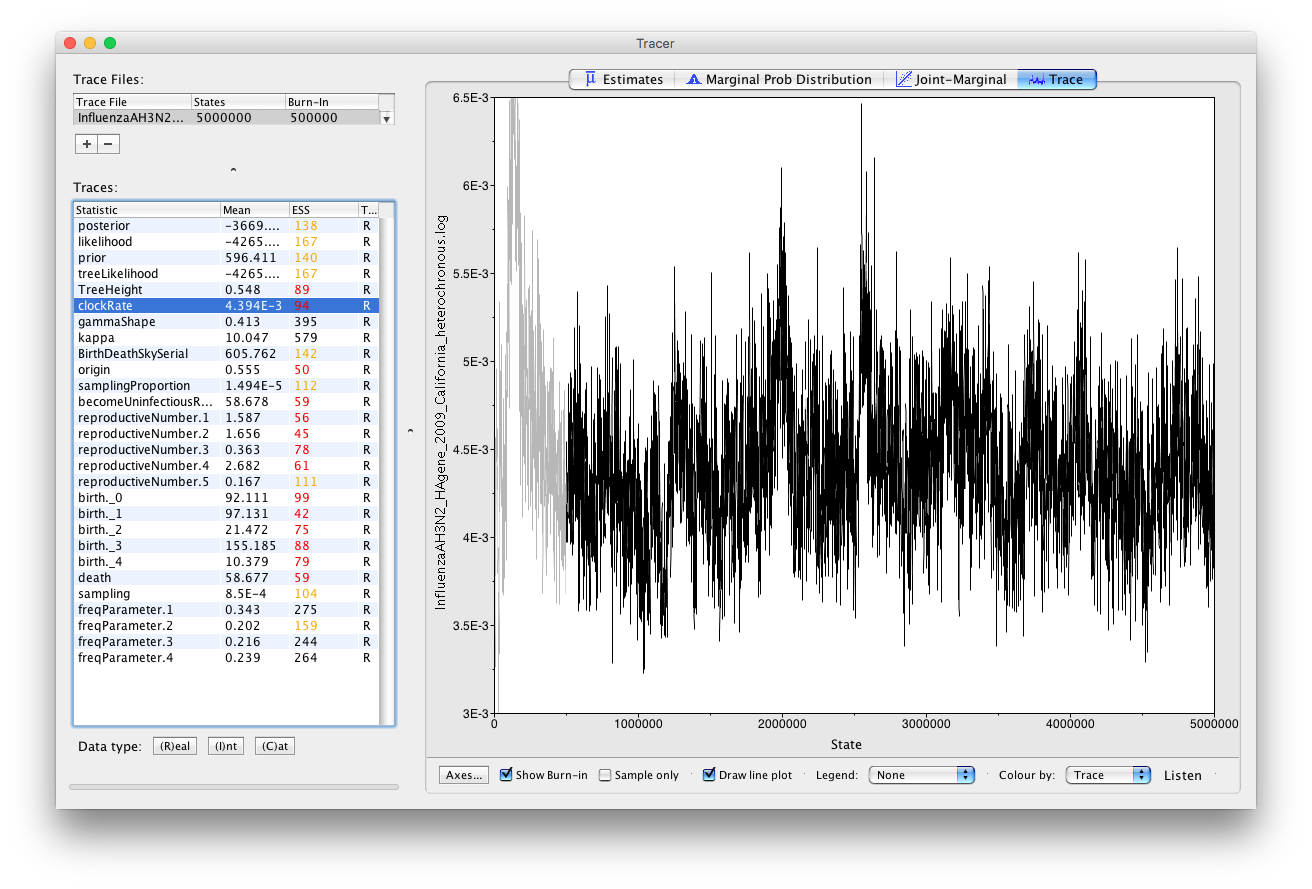 Tracer
Trace Files:
Trace File States Burn-In
InfluenzaAH3N2... 5000000 500000
+ −
Traces:
Statistic Mean ESS T...
posterior -3669.... 138 R
likelihood -4265.... 167 R
prior 596.411 140 R
treeLikelihood -4265.... 167 R
TreeHeight 0.548 89 R
clockRate 4.394E-3 94 R
gammaShape 0.413 395 R
kappa 10.047 579 R
BirthDeathSkySerial 605.762 142 R
origin 0.555 50 R
samplingProportion 1.494E-5 112 R
becomeUninfectiousR... 58.678 59 R
reproductiveNumber.1 1.587 56 R
reproductiveNumber.2 1.656 45 R
reproductiveNumber.3 0.363 78 R
reproductiveNumber.4 2.682 61 R
reproductiveNumber.5 0.167 111 R
birth._0 92.111 99 R
birth._1 97.131 42 R
birth._2 21.472 75 R
birth._3 155.185 88 R
birth._4 10.379 79 R
death 58.677 59 R
sampling 8.5E-4 104 R
freqParameter.1 0.343 275 R
freqParameter.2 0.202 159 R
freqParameter.3 0.216 244 R
freqParameter.4 0.239 264 R
Data type: (R)eal (I)nt (C)at
μ Estimates Marginal Prob Distribution Joint-Marginal Trace
InfluenzaAH3N2_HAgene_2009_California_heterochronous.log
6.5E-3
6E-3
5.5E-3
5E-3
4.5E-3
4E-3
3.5E-3
3E-3
0 1000000 2000000 3000000 4000000 5000000
State
Axes... Show Burn-in Sample only Draw line plot Legend: None Colour by: Trace Listen